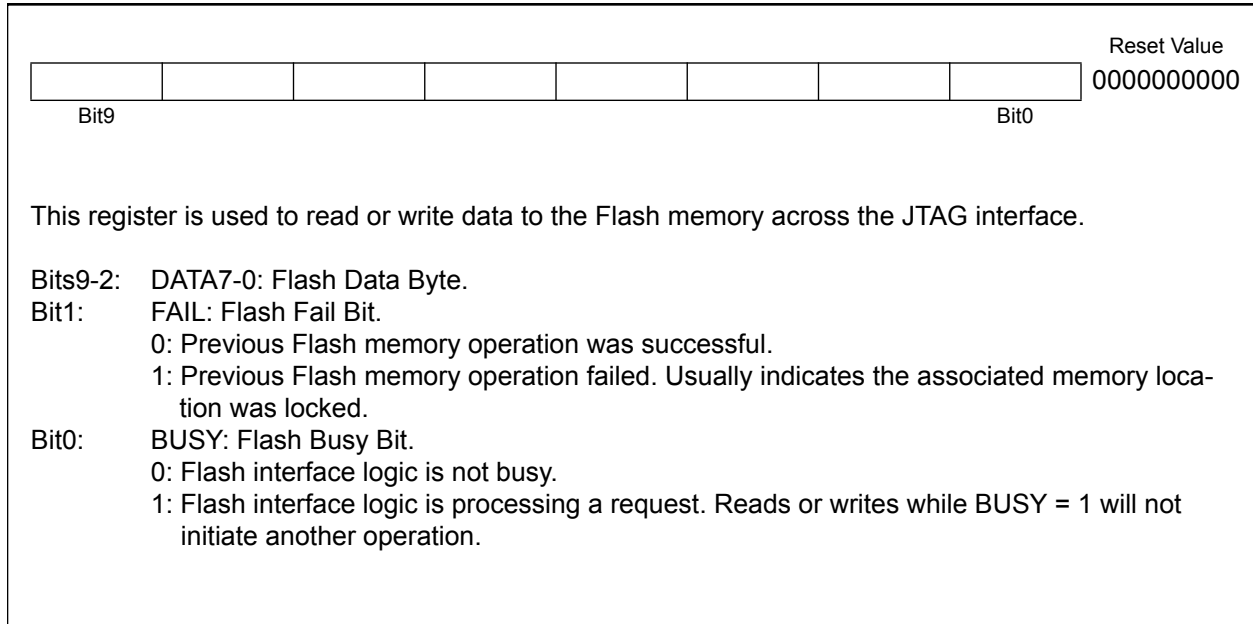 Reset Value
0000000000
Bit9 Bit0
This register is used to read or write data to the Flash memory across the JTAG interface.
Bits9-2: DATA7-0: Flash Data Byte.
Bit1: FAIL: Flash Fail Bit.
0: Previous Flash memory operation was successful.
1: Previous Flash memory operation failed. Usually indicates the associated memory loca-
tion was locked.
Bit0: BUSY: Flash Busy Bit.
0: Flash interface logic is not busy.
1: Flash interface logic is processing a request. Reads or writes while BUSY = 1 will not
initiate another operation.